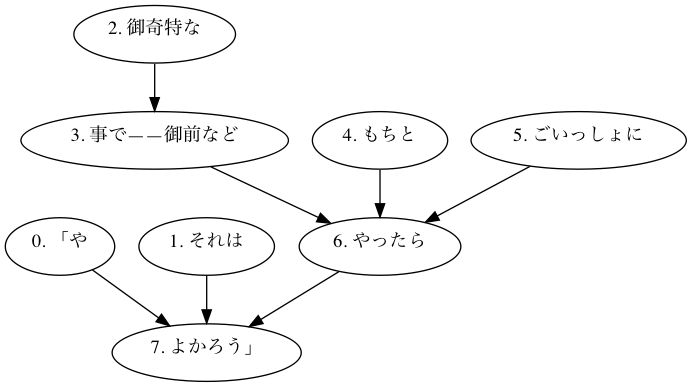 2. 御奇特な
3. 事で――御前など
4. もちと
5. ごいっしょに
0. 「や
1. それは
6. やったら
7. よかろう」